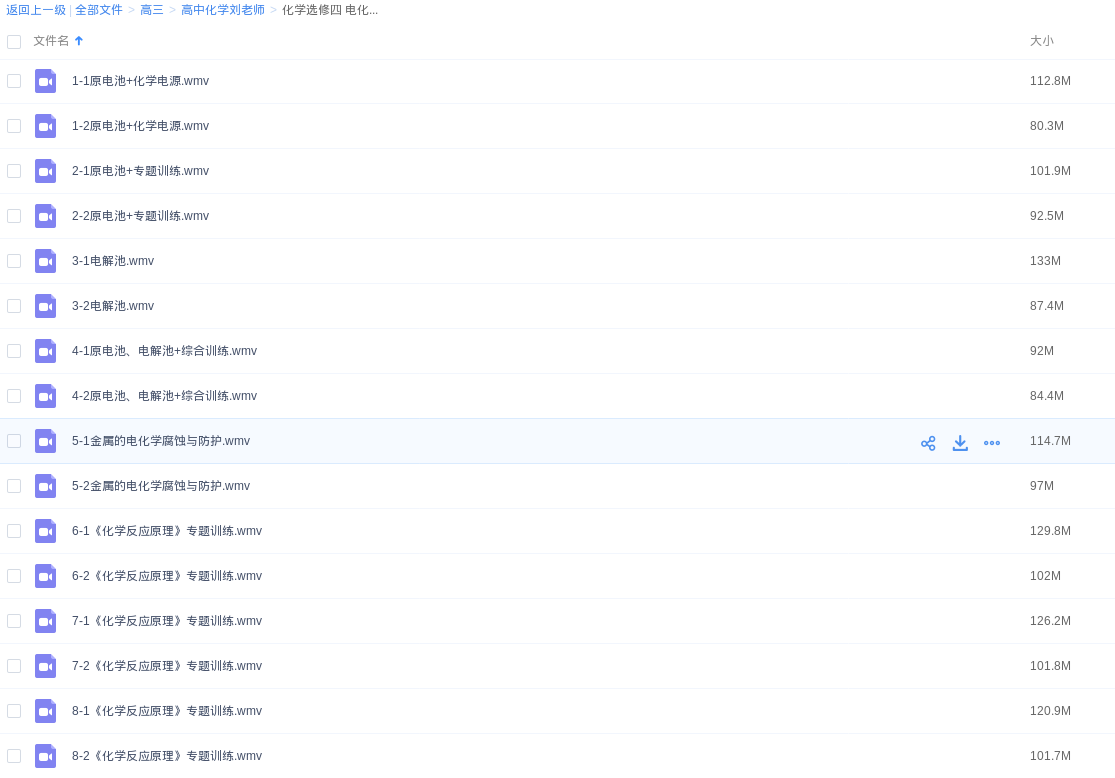 返回上一级 | 全部文件 > 高三 > 高中化学刘老师 > 化学选修四 电化...
文件名 大小
1-1原电池+化学电源.wmv 112.8M
1-2原电池+化学电源.wmv 80.3M
2-1原电池+专题训练.wmv 101.9M
2-2原电池+专题训练.wmv 92.5M
3-1电解池.wmv 133M
3-2电解池.wmv 87.4M
4-1原电池、电解池+综合训练.wmv 92M
4-2原电池、电解池+综合训练.wmv 84.4M
5-1金属的电化学腐蚀与防护.wmv 114.7M
5-2金属的电化学腐蚀与防护.wmv 97M
6-1《化学反应原理》专题训练.wmv 129.8M
6-2《化学反应原理》专题训练.wmv 102M
7-1《化学反应原理》专题训练.wmv 126.2M
7-2《化学反应原理》专题训练.wmv 101.8M
8-1《化学反应原理》专题训练.wmv 120.9M
8-2《化学反应原理》专题训练.wmv 101.7M